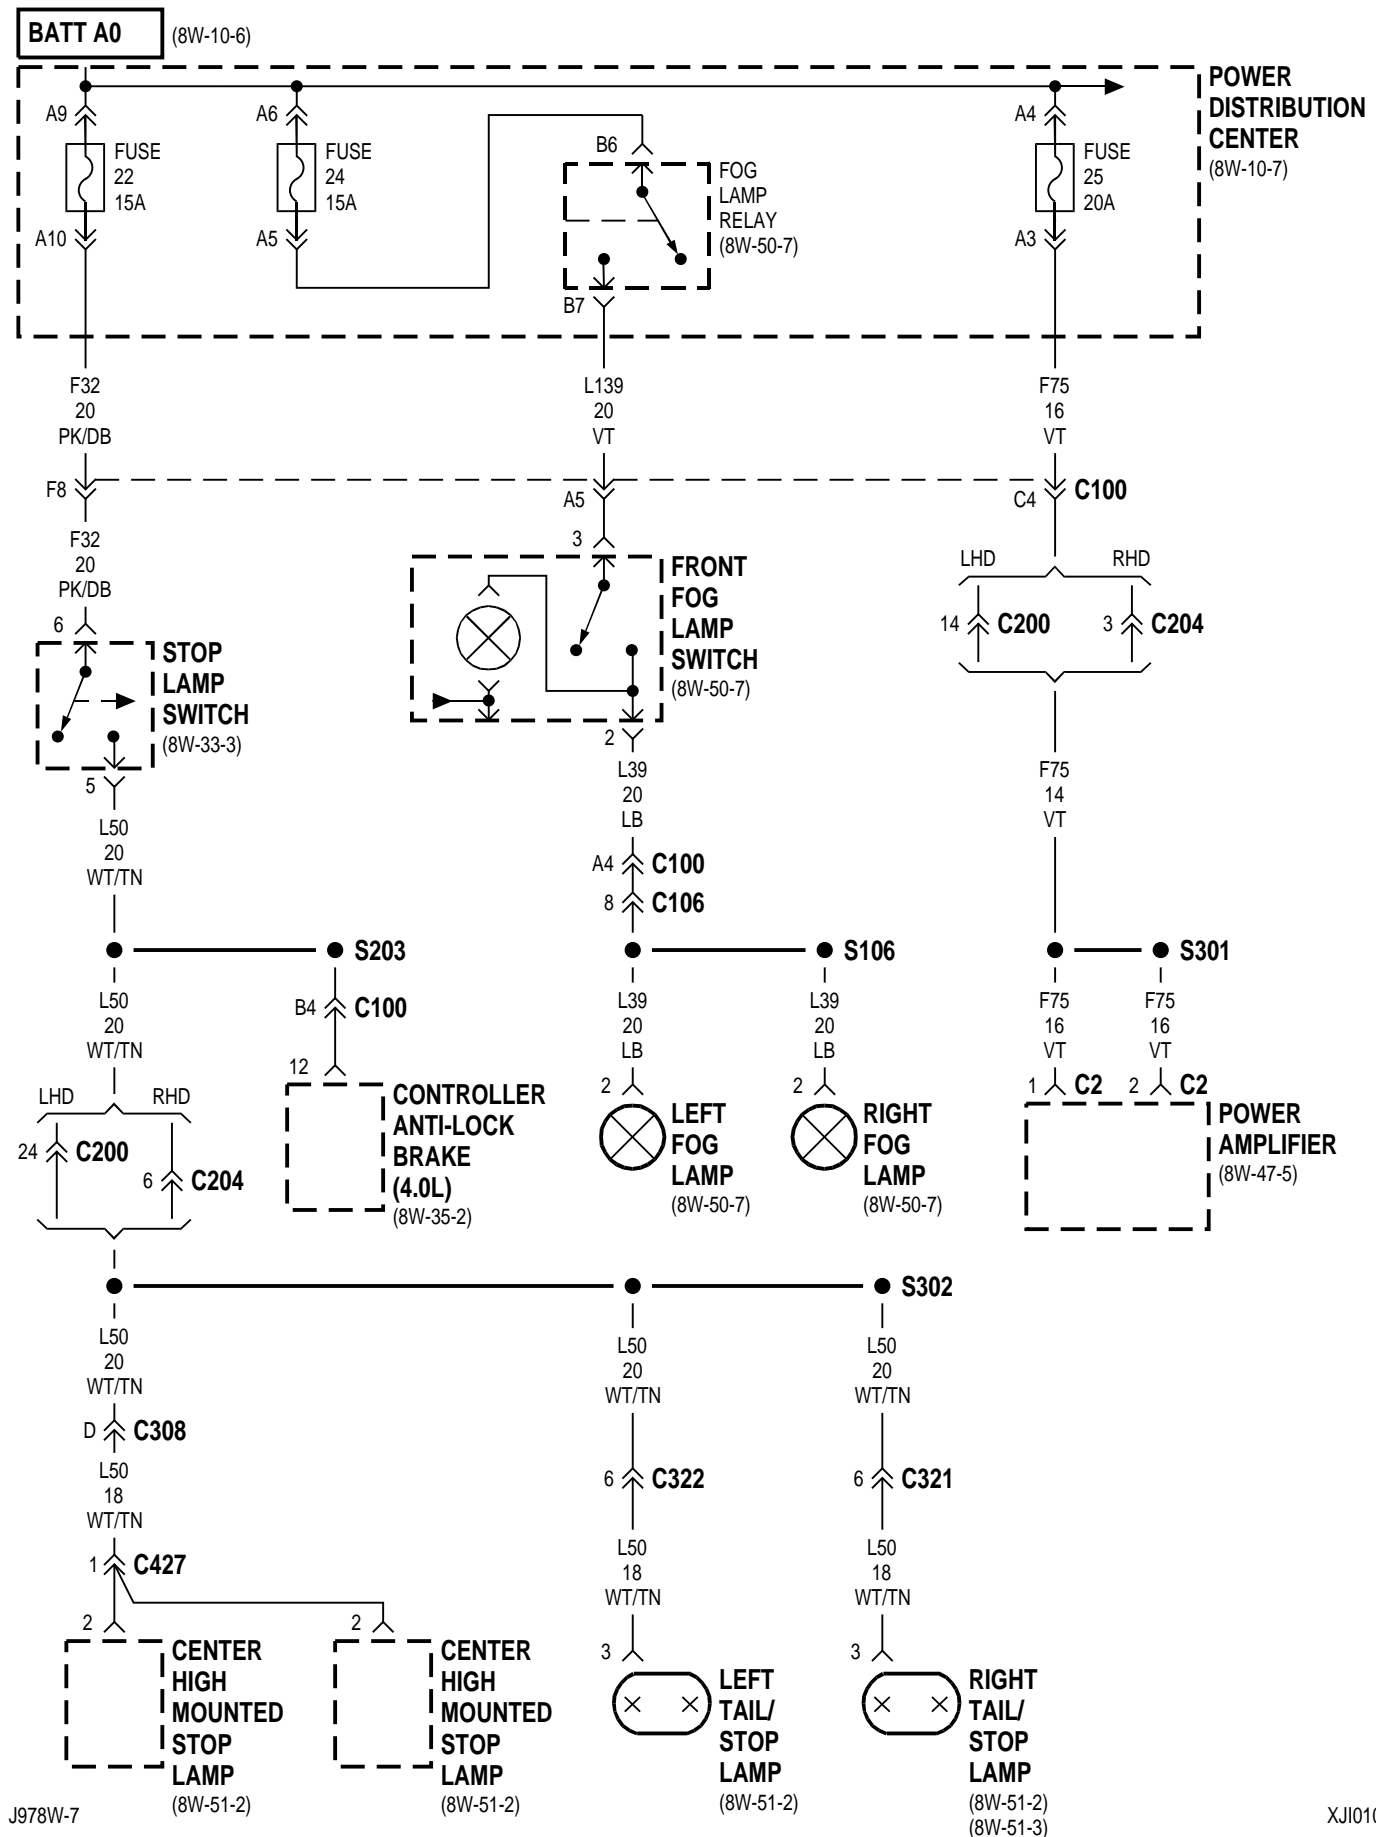 BATT A0 (8W-10-6)
POWER
DISTRIBUTION
CENTER
(8W-10-7)
A9
FUSE
22
15A
A10
A6
FUSE
24
15A
A5
B6
FOG
LAMP
RELAY
(8W-50-7)
B7
A4
FUSE
25
20A
A3
F32
20
PK/DB
L139
20
VT
F75
16
VT
F8
A5
C4 C100
F32
20
PK/DB
6
STOP
LAMP
SWITCH
(8W-33-3)
5
3
FRONT
FOG
LAMP
SWITCH
(8W-50-7)
2
LHD RHD
14 C200 3 C204
L50
20
WT/TN
L39
20
LB
F75
14
VT
A4 C100
8 C106
S203
S106
S301
L50
20
WT/TN
B4 C100
12
CONTROLLER
ANTI-LOCK
BRAKE
(4.0L)
(8W-35-2)
L39
20
LB
2
LEFT
FOG
LAMP
(8W-50-7)
L39
20
LB
2
RIGHT
FOG
LAMP
(8W-50-7)
F75
16
VT
1 C2
F75
16
VT
2 C2
POWER
AMPLIFIER
(8W-47-5)
LHD RHD
24 C200
6 C204
S302
L50
20
WT/TN
D C308
L50
18
WT/TN
1 C427
2
CENTER
HIGH
MOUNTED
STOP
LAMP
(8W-51-2)
2
CENTER
HIGH
MOUNTED
STOP
LAMP
(8W-51-2)
L50
20
WT/TN
6 C322
L50
18
WT/TN
3
LEFT
TAIL/
STOP
LAMP
(8W-51-2)
L50
20
WT/TN
6 C321
L50
18
WT/TN
3
RIGHT
TAIL/
STOP
LAMP
(8W-51-2)
(8W-51-3)
J978W-7